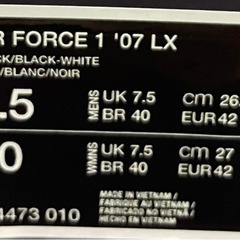 R FORCE 1 '07 LX
CK/BLACK-WHITE
/BLANC/NOIR
.5 MENS UK 7.5 cm 26.
BR 40 EUR 42
0 WMNS UK 7.5 cm 27
BR 40 EUR 42
MADE IN VIETNAM /
FABRIQUE AU VIETNAM /
FABRICADO NO VIETNÃ /
HECHO EN VIETNAM
4473 010